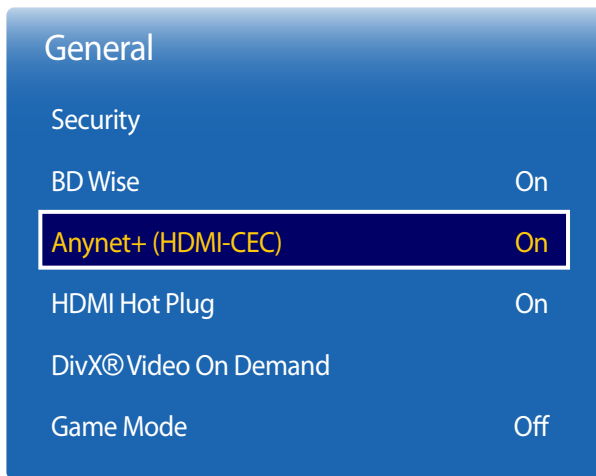 General
Security
BD Wise On
Anynet+ (HDMI-CEC) On
HDMI Hot Plug On
DivX® Video On Demand
Game Mode Off